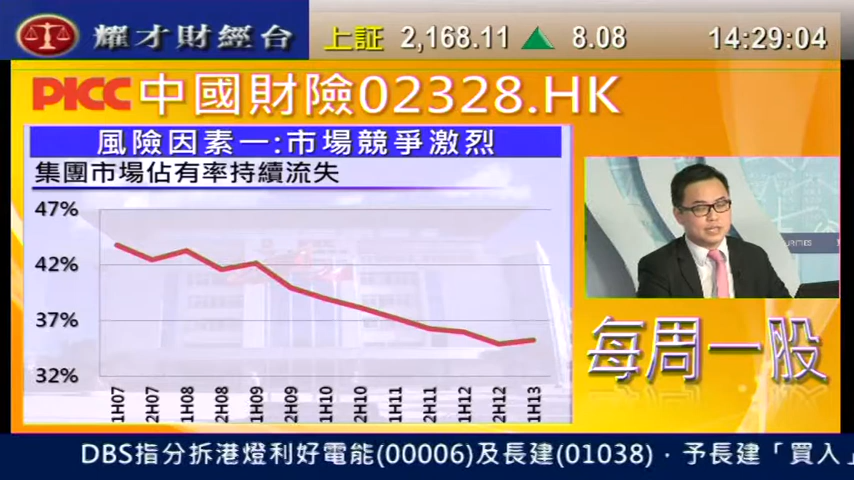 耀才財經台
上証 2,168.11 8.08
14:29:04
PICC 中國財險02328.HK
風險因素一:市場競爭激烈
集團市場佔有率持續流失
47%
42%
37%
32%
1H07 2H07 1H08 2H08 1H09 2H09 1H10 2H10 1H11 2H11 1H12 2H12 1H13
每周一股
DBS指分拆港燈利好電能(00006)及長建(01038)，予長建「買入」